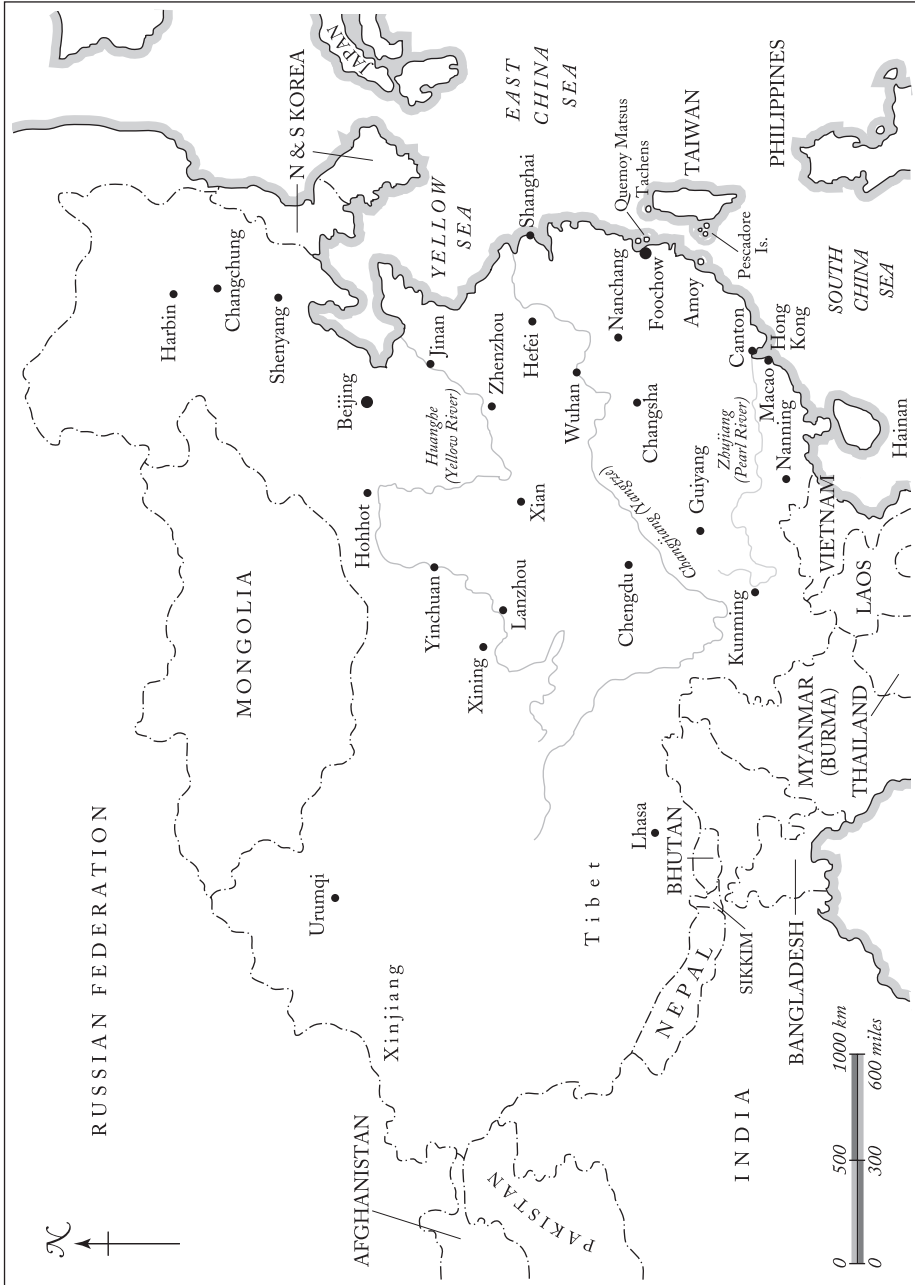 N
RUSSIAN FEDERATION
MONGOLIA
Harbin
Changchung
Shenyang
JAPAN
N & S KOREA
Urumqi
Xinjiang
Hohhot
Beijing
AFGHANISTAN
PAKISTAN
Yinchuan
Huanghe
(Yellow River)
Jinan
YELLOW
SEA
Xining
Lanzhou
Xian
Zhenzhou
Hefei
Shanghai
EAST
CHINA
SEA
Tibet
Lhasa
Chengdu
Changjiang (Yangtze)
Wuhan
Changsha
Nanchang
Foochow
Amoy
Quemoy Matsus
Tachens
TAIWAN
Pescadore
Is.
NEPAL
BHUTAN
SIKKIM
BANGLADESH
INDIA
Kunming
Guiyang
Zhujiang
(Pearl River)
Nanning
Canton
Macao
Hong
Kong
MYANMAR
(BURMA)
THAILAND
LAOS
VIETNAM
Hainan
SOUTH
CHINA
SEA
PHILIPPINES
0 500 1000 km
0 300 600 miles